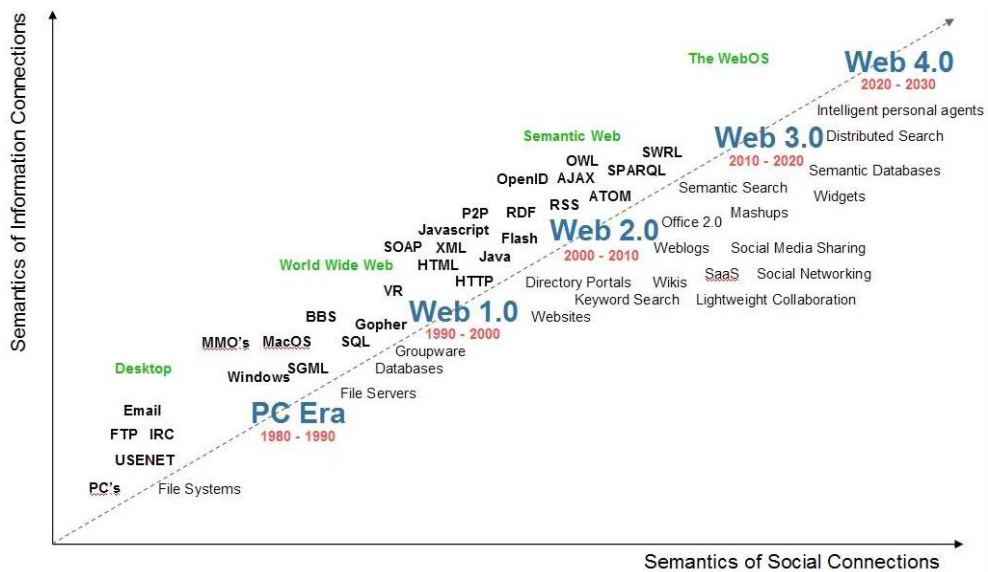 Semantics of Information Connections
The WebOS
Web 4.0
2020 - 2030
Intelligent personal agents
Semantic Web
Web 3.0
Distributed Search
2010 - 2020
SWRL
OWL
SPARQL
Semantic Databases
OpenID
AJAX
Semantic Search
ATOM
Widgets
RSS
P2P
RDF
Mashups
Office 2.0
Javascript
Web 2.0
Flash
SOAP
XML
Weblogs
Social Media Sharing
Java
2000 - 2010
World Wide Web
HTML
SaaS
Social Networking
HTTP
Directory Portals
Wikis
VR
Keyword Search
Lightweight Collaboration
Web 1.0
BBS
Websites
Gopher
1990 - 2000
MMO's
MacOS
SQL
Groupware
Desktop
SGML
Databases
Windows
File Servers
Email
PC Era
FTP
IRC
1980 - 1990
USENET
PC's
File Systems
Semantics of Social Connections